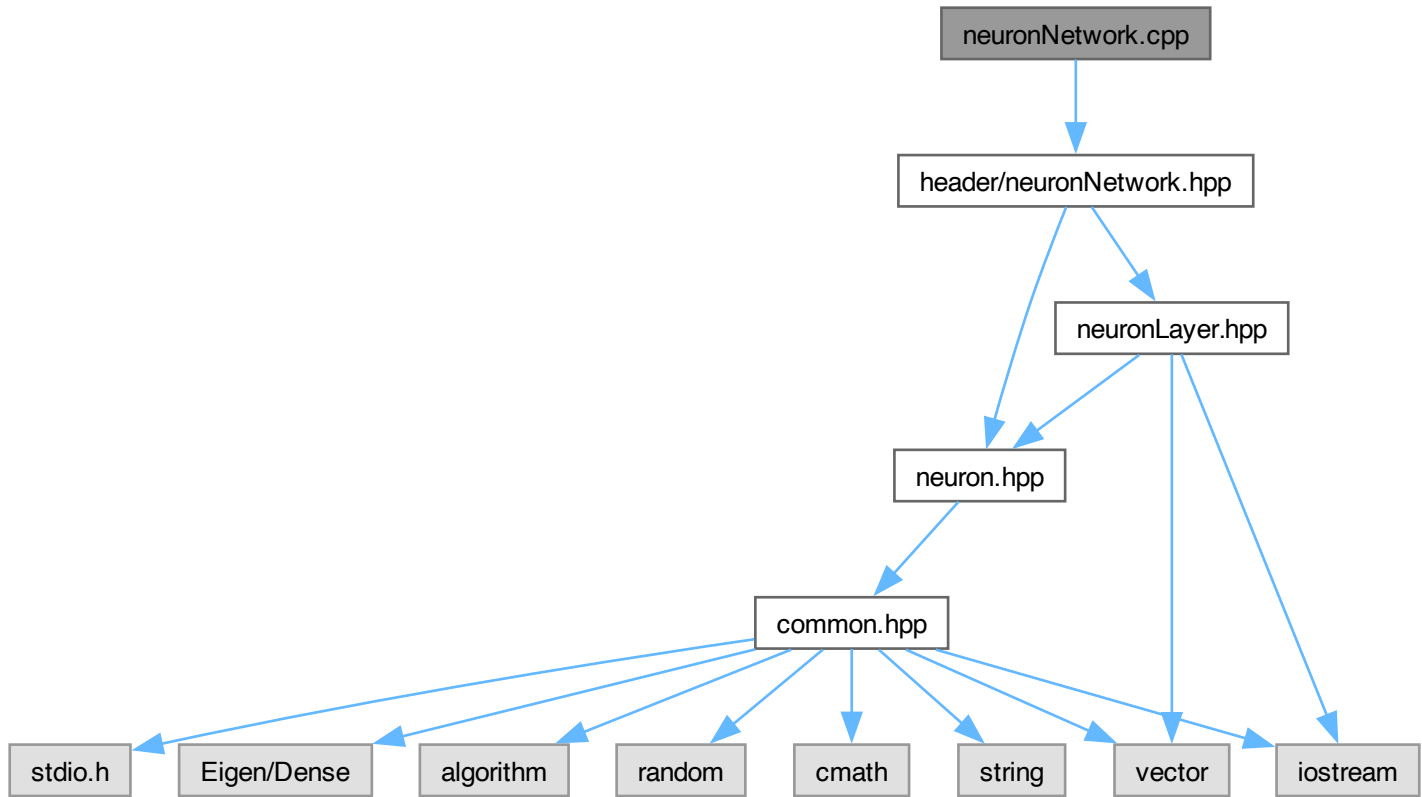 neuronNetwork.cpp
header/neuronNetwork.hpp
neuronLayer.hpp
neuron.hpp
common.hpp
stdio.h
Eigen/Dense
algorithm
random
cmath
string
vector
iostream